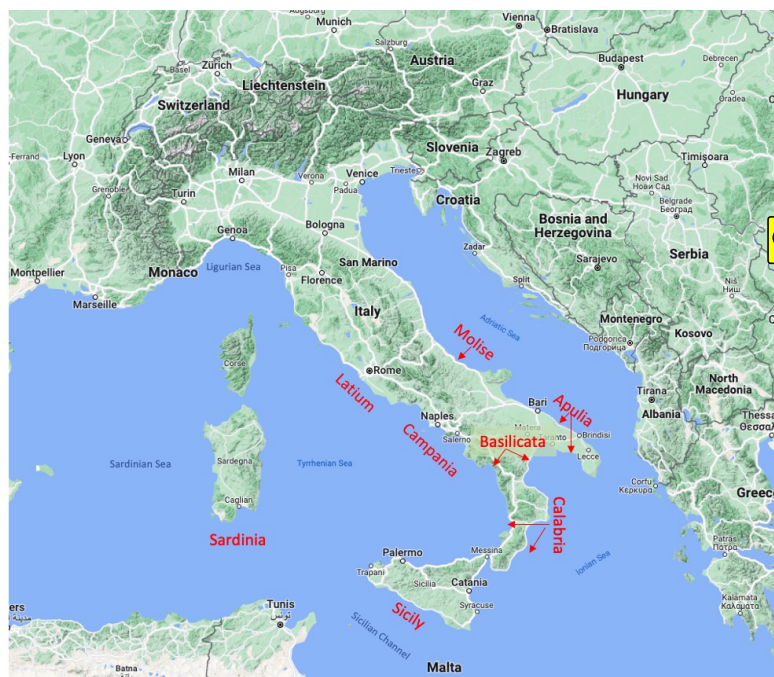 Augsburg
Munich
Vienna
Bratislava
Salzburg
Basel
Zürich
Liechtenstein
Austria
Budapest
Debrecen
Switzerland
Graz
Hungary
Oradea
Geneva
Slovenia
Zagreb
Timișoara
-Ferrand
Lyon
Milan
Verona
Venice
Trieste
Padua
Grenoble
Turin
Croatia
Novi Sad
Нови Сад
Belgrade
Београд
Bologna
Genoa
Bosnia and
Herzegovina
San Marino
Zadar
Serbia
Monaco
Ligurian Sea
Pisa
Florence
Sarajevo
Montpellier
Marseille
Split
Niš
Ниш
Italy
Adriatic Sea
Montenegro
Kosovo
Podgorica
Подгорица
Corse
Molise
Rome
North
Macedonia
Tirana
Albania
Latium
Bari
Apulia
Naples
Salerno
Campania
Matera
Basilicata
Brindisi
Lecce
Thess
Θεσσαλ
Sardinian Sea
Sardegna
Tyrrhenian Sea
Corfu
Κέρκυρα
Greece
Cagliari
Sardinia
Calabria
Patras
Πάτρα
Palermo
Messina
Ionian Sea
Trapani
Sicilia
Catania
Sicily
Syracuse
Kalamata
Καλαμάτα
Tunis
تونس
Sicilian Channel
Batna
Malta